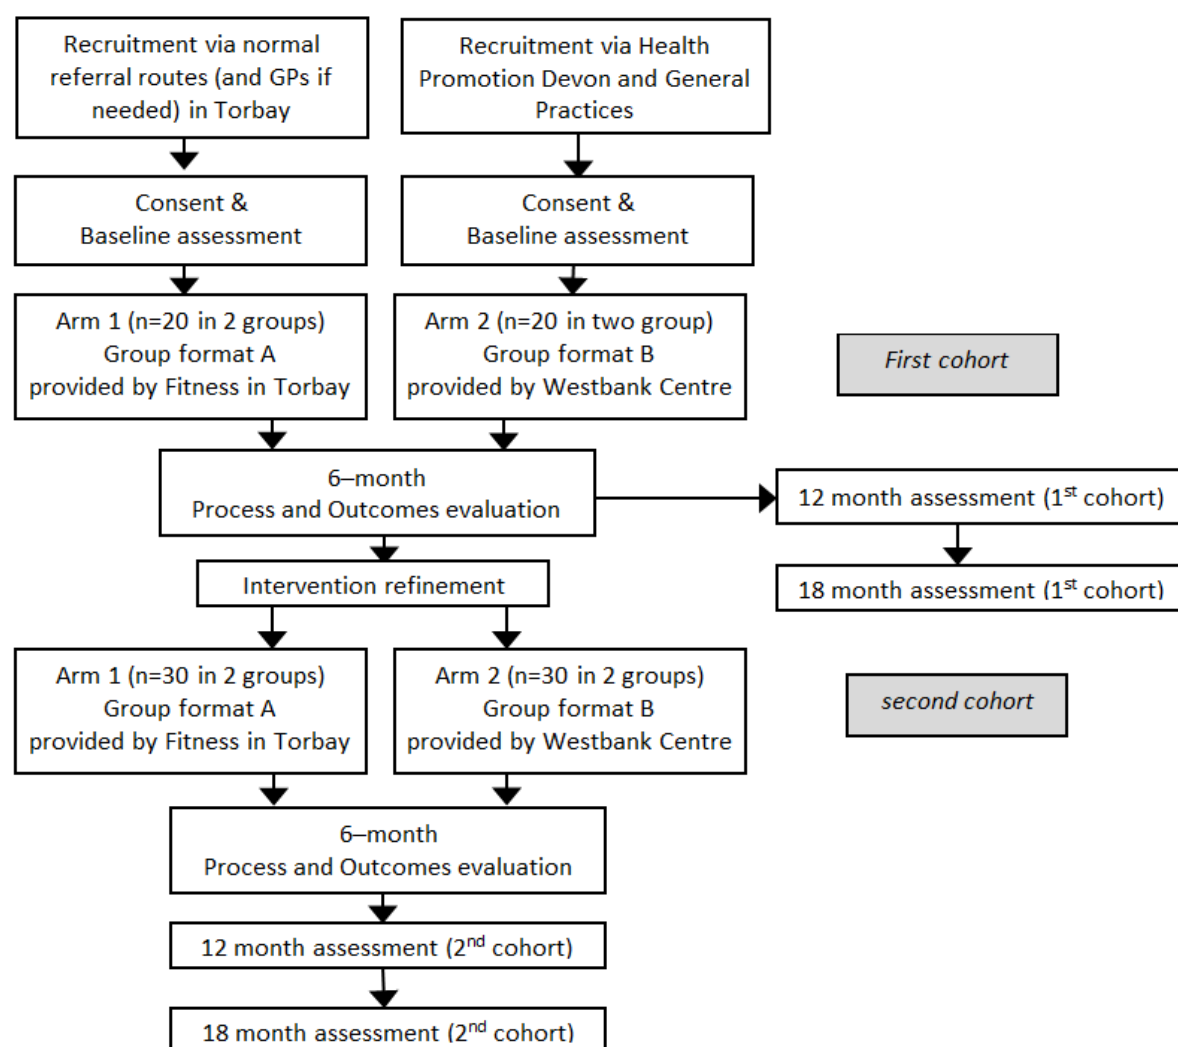 Recruitment via normal
referral routes (and GPs if
needed) in Torbay
Recruitment via Health
Promotion Devon and General
Practices
Consent &
Baseline assessment
Consent &
Baseline assessment
Arm 1 (n=20 in 2 groups)
Group format A
provided by Fitness in Torbay
Arm 2 (n=20 in two group)
Group format B
provided by Westbank Centre
First cohort
6–month
Process and Outcomes evaluation
12 month assessment (1st cohort)
18 month assessment (1st cohort)
Intervention refinement
Arm 1 (n=30 in 2 groups)
Group format A
provided by Fitness in Torbay
Arm 2 (n=30 in 2 groups)
Group format B
provided by Westbank Centre
second cohort
6–month
Process and Outcomes evaluation
12 month assessment (2nd cohort)
18 month assessment (2nd cohort)